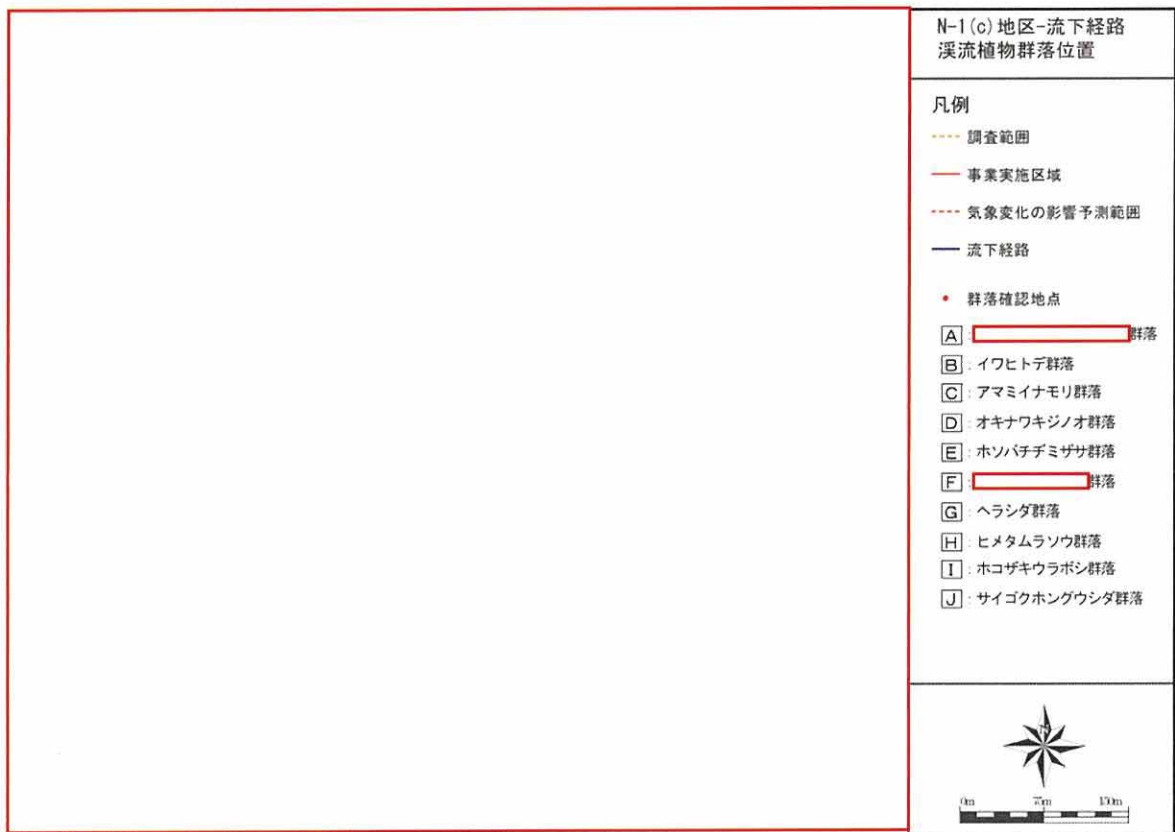 N-1(c)地区-流下経路
渓流植物群落位置
凡例
調査範囲
事業実施区域
気象変化の影響予測範囲
流下経路
群落確認地点
A : 群落
B : イワヒトデ群落
C : アマミイナモリ群落
D : オキナワキジノオ群落
E : ホソバチヂミザサ群落
F : 群落
G : ヘラシダ群落
H : ヒメタムラソウ群落
I : ホコザキウラボシ群落
J : サイゴクホングウシダ群落
N
0m 75m 150m